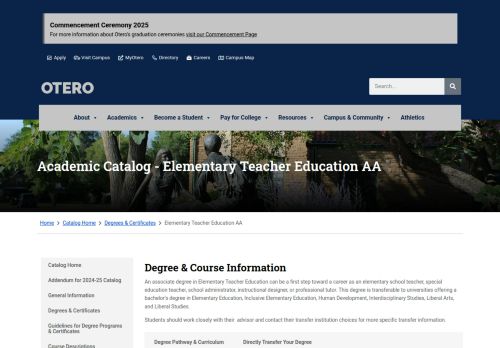 Commencement Ceremony 2025
For more information about Otero's graduation ceremonies visit our Commencement Page
Apply Visit Campus MyOtero Directory Careers Campus Map
OTERO
Search...
About Academics Become a Student Pay for College Resources Campus & Community Athletics
Academic Catalog - Elementary Teacher Education AA
Home > Catalog Home > Degrees & Certificates > Elementary Teacher Education AA
Catalog Home
Addendum for 2024-25 Catalog
General Information
Degrees & Certificates
Guidelines for Degree Programs & Certificates
Course Descriptions
Degree & Course Information
An associate degree in Elementary Teacher Education can be a first step toward a career as an elementary school teacher, special
education teacher, school administrator, instructional designer, or professional tutor. This degree is transferable to universities offering a
bachelor's degree in Elementary Education, Inclusive Elementary Education, Human Development, Interdisciplinary Studies, Liberal Arts,
and Liberal Studies.
Students should work closely with their advisor and contact their transfer institution choices for more specific transfer information.
Degree Pathway & Curriculum Directly Transfer Your Degree